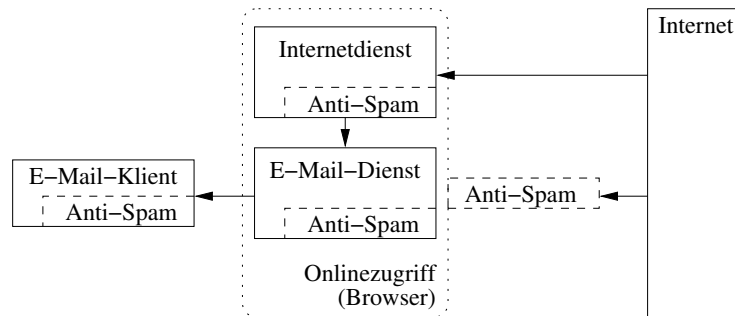 Internetdienst
Anti−Spam
Internet
E−Mail−Klient
Anti−Spam
E−Mail−Dienst
Anti−Spam
Anti−Spam
Onlinezugriff
(Browser)